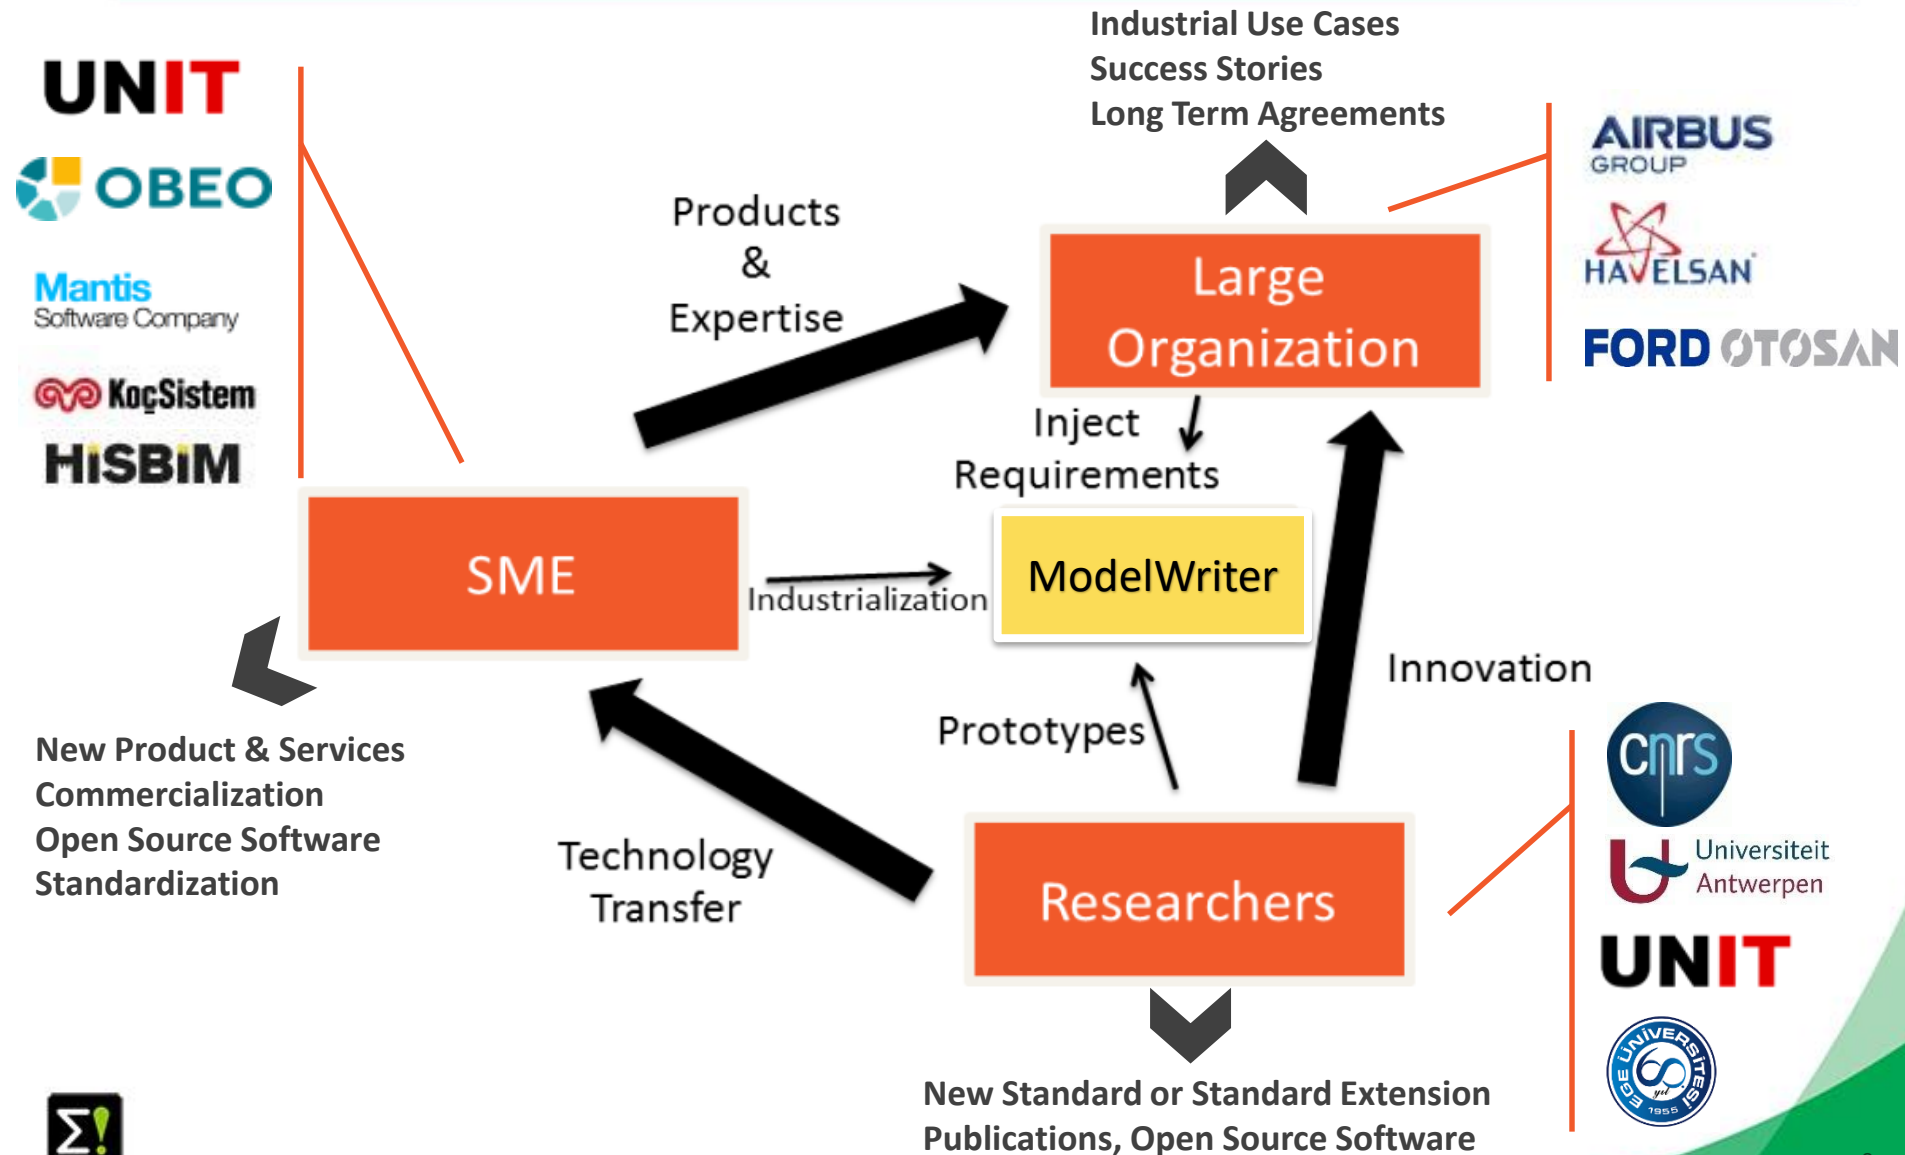 Industrial Use Cases
Success Stories
Long Term Agreements
UNIT
OBEO
Mantis
Software Company
KoçSistem
HiSBiM
AIRBUS
GROUP
HAVELSAN
FORD OTOSAN
Products
&
Expertise
Large
Organization
Inject
Requirements
SME
Industrialization
ModelWriter
Innovation
Prototypes
New Product & Services
Commercialization
Open Source Software
Standardization
Technology
Transfer
Researchers
cnrs
Universiteit
Antwerpen
UNIT
EGE ÜNİVERSİTESİ
60
yıl
1955
New Standard or Standard Extension
Publications, Open Source Software
Σ!